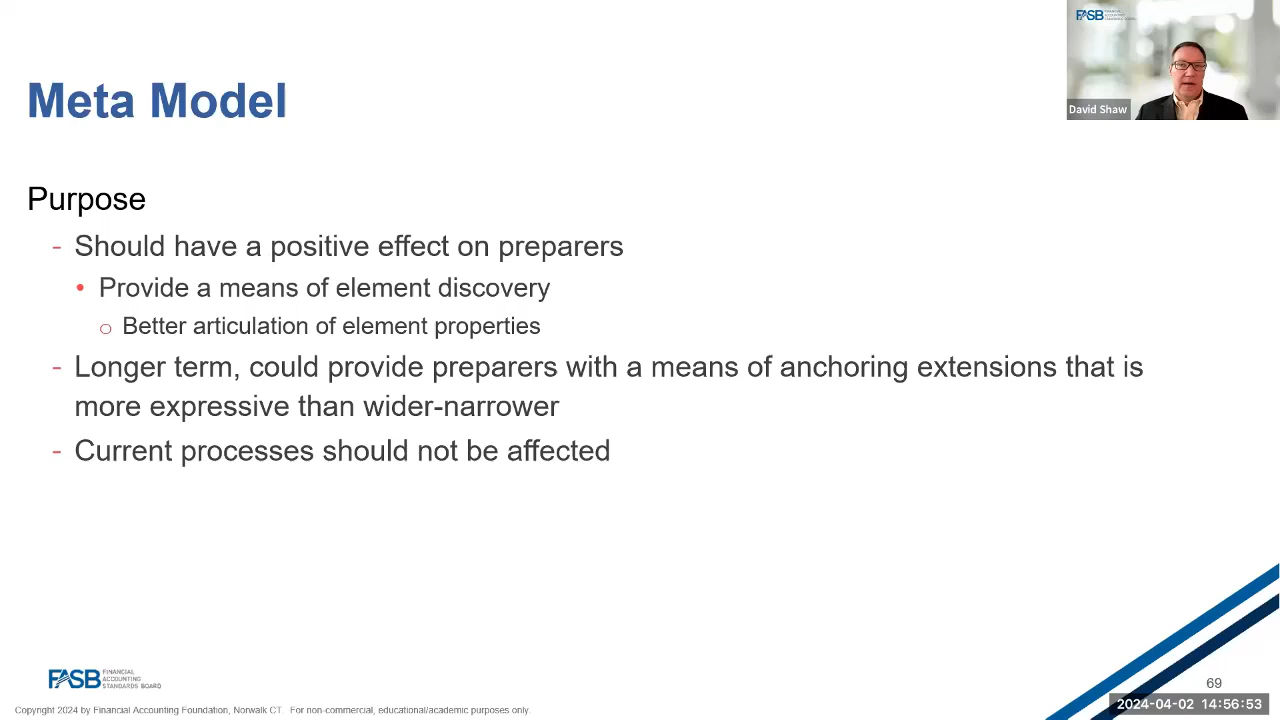 FASB
David Shaw
Meta Model
Purpose
- Should have a positive effect on preparers
• Provide a means of element discovery
o Better articulation of element properties
- Longer term, could provide preparers with a means of anchoring extensions that is
more expressive than wider-narrower
- Current processes should not be affected
FASB FINANCIAL
ACCOUNTING
STANDARDS BOARD
69
2024-04-02 14:56:53
Copyright 2024 by Financial Accounting Foundation, Norwalk CT. For non-commercial, educational/academic purposes only.